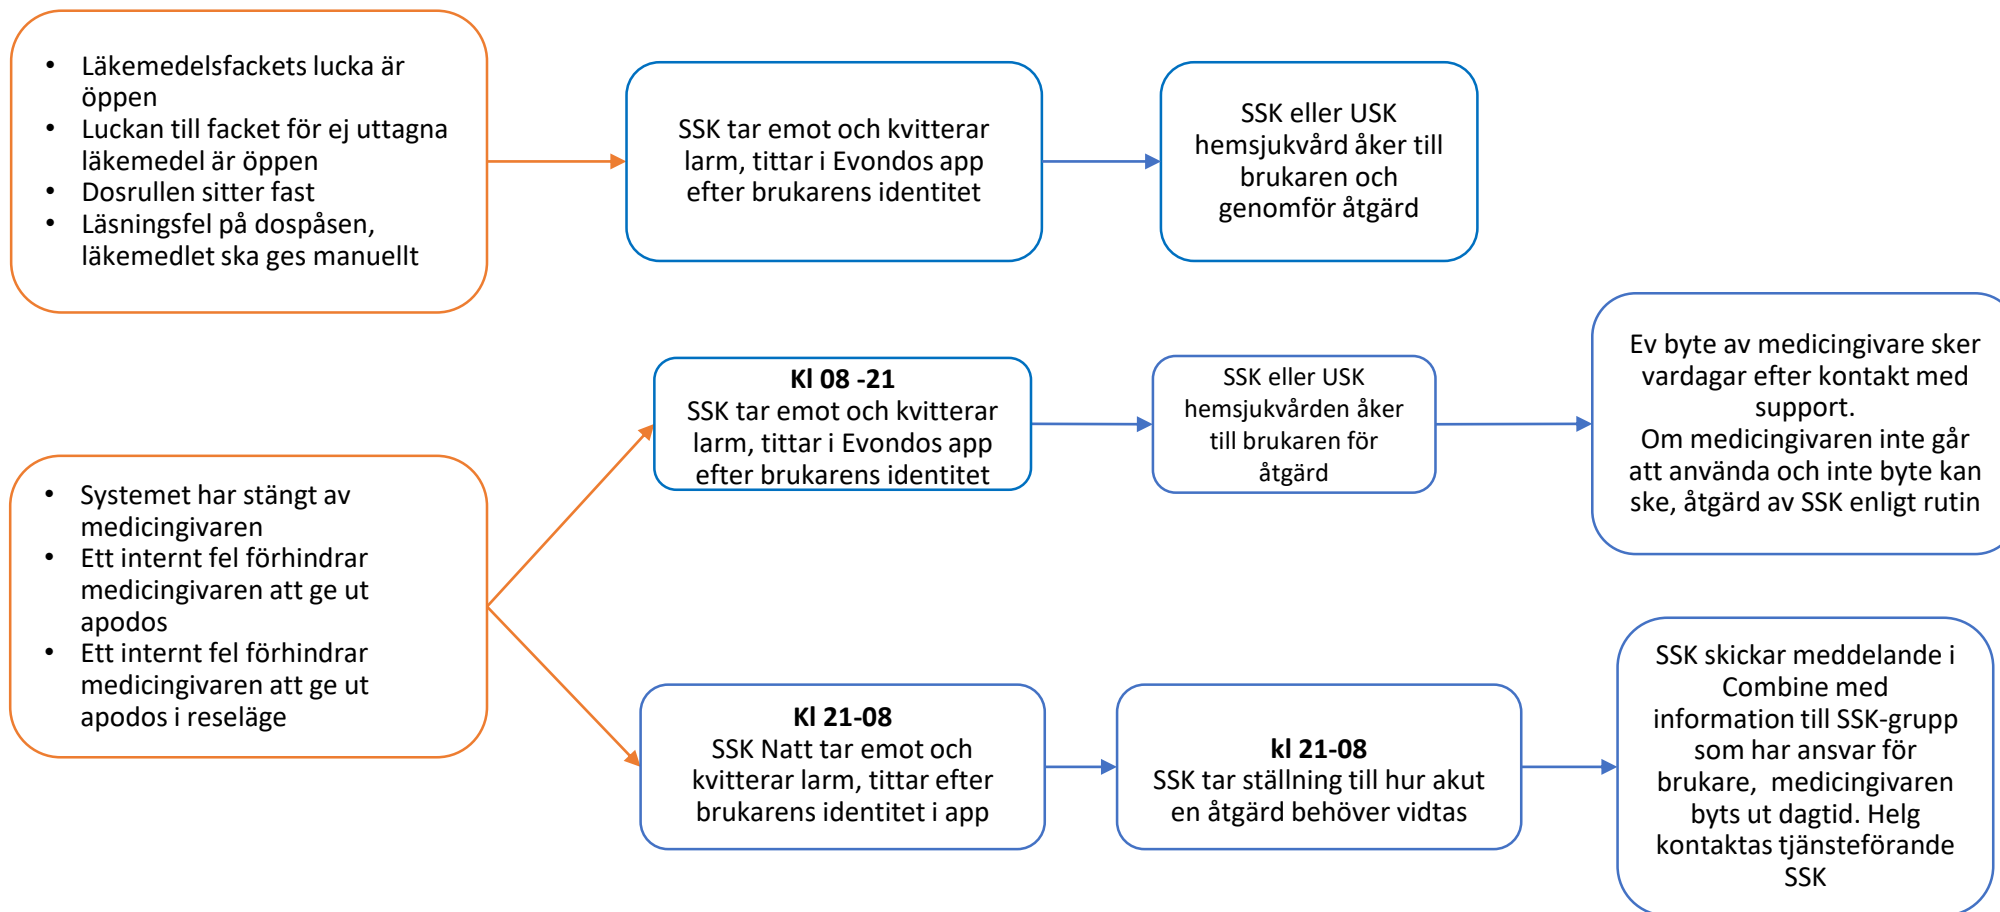 • Läkemedelsfackets lucka är
öppen
• Luckan till facket för ej uttagna
läkemedel är öppen
• Dosrullen sitter fast
• Läsningsfel på dospåsen,
läkemedlet ska ges manuellt
SSK tar emot och kvitterar
larm, tittar i Evondos app
efter brukarens identitet
SSK eller USK
hemsjukvård åker till
brukaren och
genomför åtgärd
• Systemet har stängt av
medicingivaren
• Ett internt fel förhindrar
medicingivaren att ge ut
apodos
• Ett internt fel förhindrar
medicingivaren att ge ut
apodos i reseläge
Kl 08 -21
SSK tar emot och kvitterar
larm, tittar i Evondos app
efter brukarens identitet
SSK eller USK
hemsjukvården åker
till brukaren för
åtgärd
Ev byte av medicingivare sker
vardagar efter kontakt med
support.
Om medicingivaren inte går
att använda och inte byte kan
ske, åtgärd av SSK enligt rutin
Kl 21-08
SSK Natt tar emot och
kvitterar larm, tittar efter
brukarens identitet i app
kl 21-08
SSK tar ställning till hur akut
en åtgärd behöver vidtas
SSK skickar meddelande i
Combine med
information till SSK-grupp
som har ansvar för
brukare,  medicingivaren
byts ut dagtid. Helg
kontaktas tjänsteförande
SSK